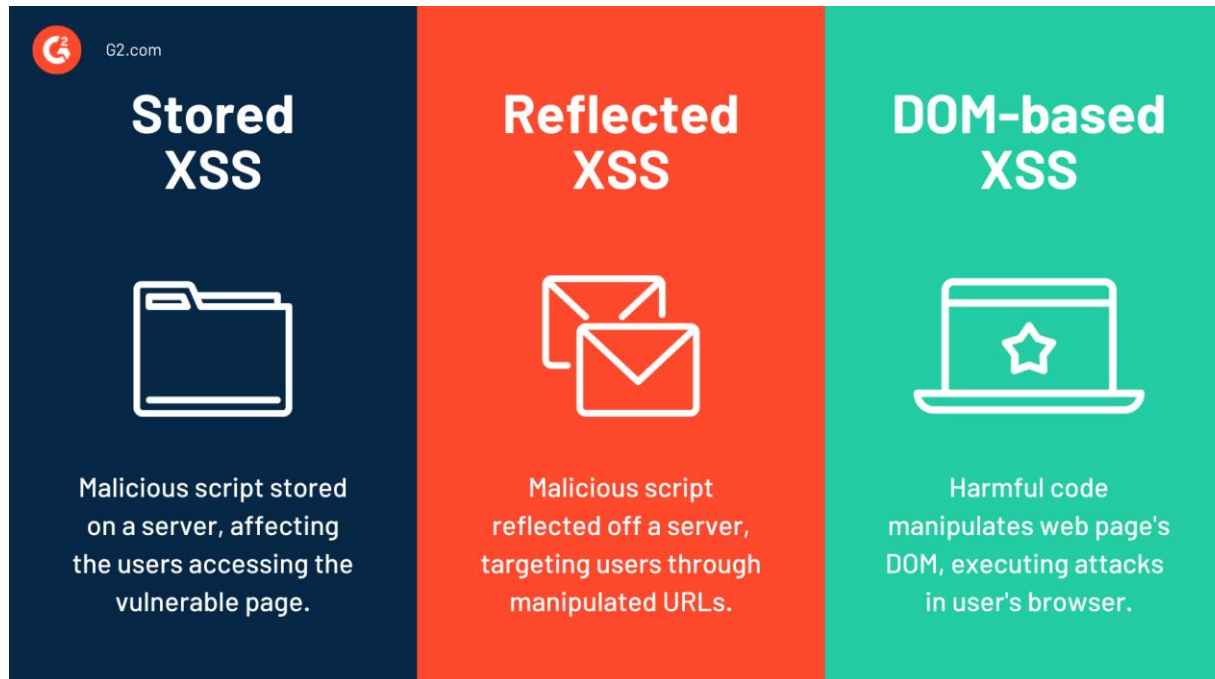 G2
G2.com
Stored
XSS
Malicious script stored
on a server, affecting
the users accessing the
vulnerable page.
Reflected
XSS
Malicious script
reflected off a server,
targeting users through
manipulated URLs.
DOM-based
XSS
Harmful code
manipulates web page's
DOM, executing attacks
in user's browser.